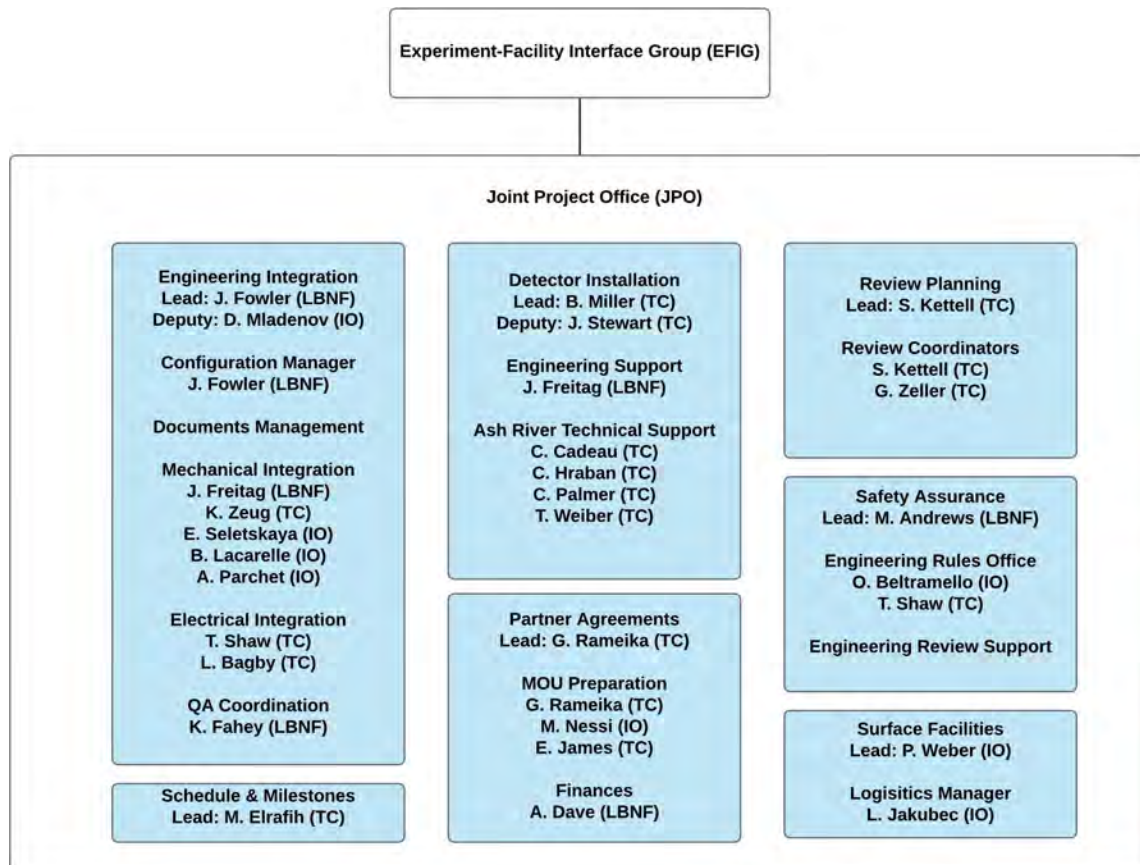 Experiment-Facility Interface Group (EFIG)
Joint Project Office (JPO)
Engineering Integration
Lead: J. Fowler (LBNF)
Deputy: D. Mladenov (IO)
Configuration Manager
J. Fowler (LBNF)
Documents Management
Mechanical Integration
J. Freitag (LBNF)
K. Zeug (TC)
E. Seletskaya (IO)
B. Lacarelle (IO)
A. Parchet (IO)
Electrical Integration
T. Shaw (TC)
L. Bagby (TC)
QA Coordination
K. Fahey (LBNF)
Schedule & Milestones
Lead: M. Elrafih (TC)
Detector Installation
Lead: B. Miller (TC)
Deputy: J. Stewart (TC)
Engineering Support
J. Freitag (LBNF)
Ash River Technical Support
C. Cadeau (TC)
C. Hraban (TC)
C. Palmer (TC)
T. Weiber (TC)
Partner Agreements
Lead: G. Rameika (TC)
MOU Preparation
G. Rameika (TC)
M. Nessi (IO)
E. James (TC)
Finances
A. Dave (LBNF)
Review Planning
Lead: S. Kettell (TC)
Review Coordinators
S. Kettell (TC)
G. Zeller (TC)
Safety Assurance
Lead: M. Andrews (LBNF)
Engineering Rules Office
O. Beltramello (IO)
T. Shaw (TC)
Engineering Review Support
Surface Facilities
Lead: P. Weber (IO)
Logisitics Manager
L. Jakubec (IO)